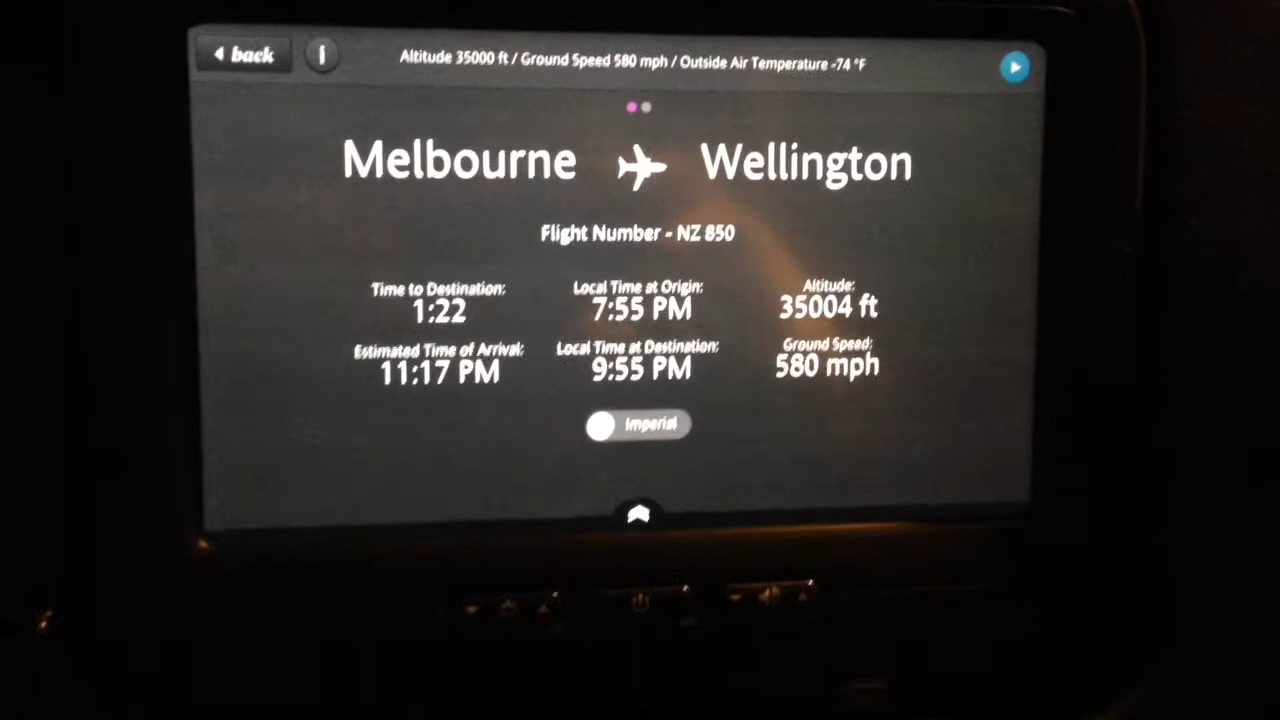 back i Altitude 35000 ft / Ground Speed 580 mph / Outside Air Temperature -74 °F
Melbourne Wellington
Flight Number - NZ 850
Time to Destination: Local Time at Origin: Altitude:
1:22 7:55 PM 35004 ft
Estimated Time of Arrival: Local Time at Destination: Ground Speed:
11:17 PM 9:55 PM 580 mph
Imperial